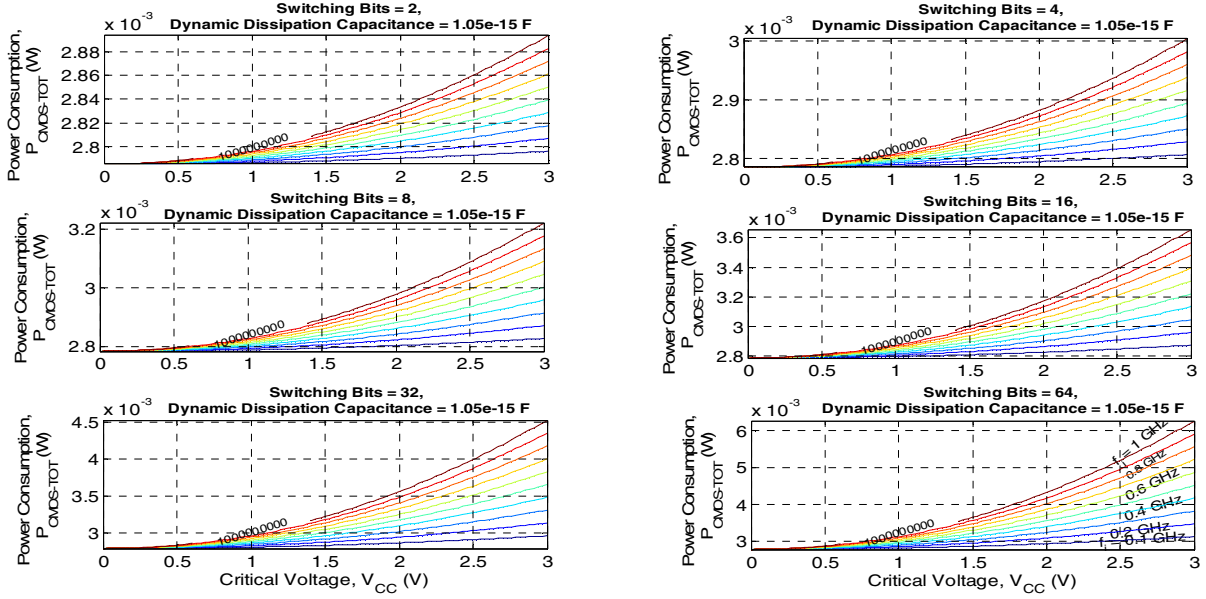 Switching Bits = 2,
x 10-3 Dynamic Dissipation Capacitance = 1.05e-15 F
Power Consumption,
PCMOS-TOT (W)
2.88
2.86
2.84
2.82
2.8
1000000000
0 0.5 1 1.5 2 2.5 3
Switching Bits = 4,
x 10-3 Dynamic Dissipation Capacitance = 1.05e-15 F
Power Consumption,
PCMOS-TOT (W)
3
2.9
2.8
1000000000
0 0.5 1 1.5 2 2.5 3
Switching Bits = 8,
x 10-3 Dynamic Dissipation Capacitance = 1.05e-15 F
Power Consumption,
PCMOS-TOT (W)
3.2
3
2.8
1000000000
0 0.5 1 1.5 2 2.5 3
Switching Bits = 16,
x 10-3 Dynamic Dissipation Capacitance = 1.05e-15 F
Power Consumption,
PCMOS-TOT (W)
3.6
3.4
3.2
3
2.8
1000000000
0 0.5 1 1.5 2 2.5 3
Switching Bits = 32,
x 10-3 Dynamic Dissipation Capacitance = 1.05e-15 F
Power Consumption,
PCMOS-TOT (W)
4.5
4
3.5
3
1000000000
0 0.5 1 1.5 2 2.5 3
Critical Voltage, VCC (V)
Switching Bits = 64,
x 10-3 Dynamic Dissipation Capacitance = 1.05e-15 F
Power Consumption,
PCMOS-TOT (W)
6
5
4
3
1000000000
= 1 GHz
0.8 GHz
0.6 GHz
0.4 GHz
0.2 GHz
0.1 GHz
0 0.5 1 1.5 2 2.5 3
Critical Voltage, VCC (V)